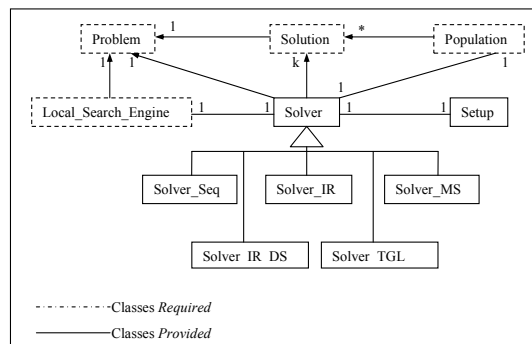 Problem
1
Solution
*
Population
1
1
k
1
1
Local_Search_Engine
1
1
Solver
1
1
Setup
Solver_Seq
Solver_IR
Solver_MS
Solver_IR_DS
Solver_TGL
Classes Required
Classes Provided